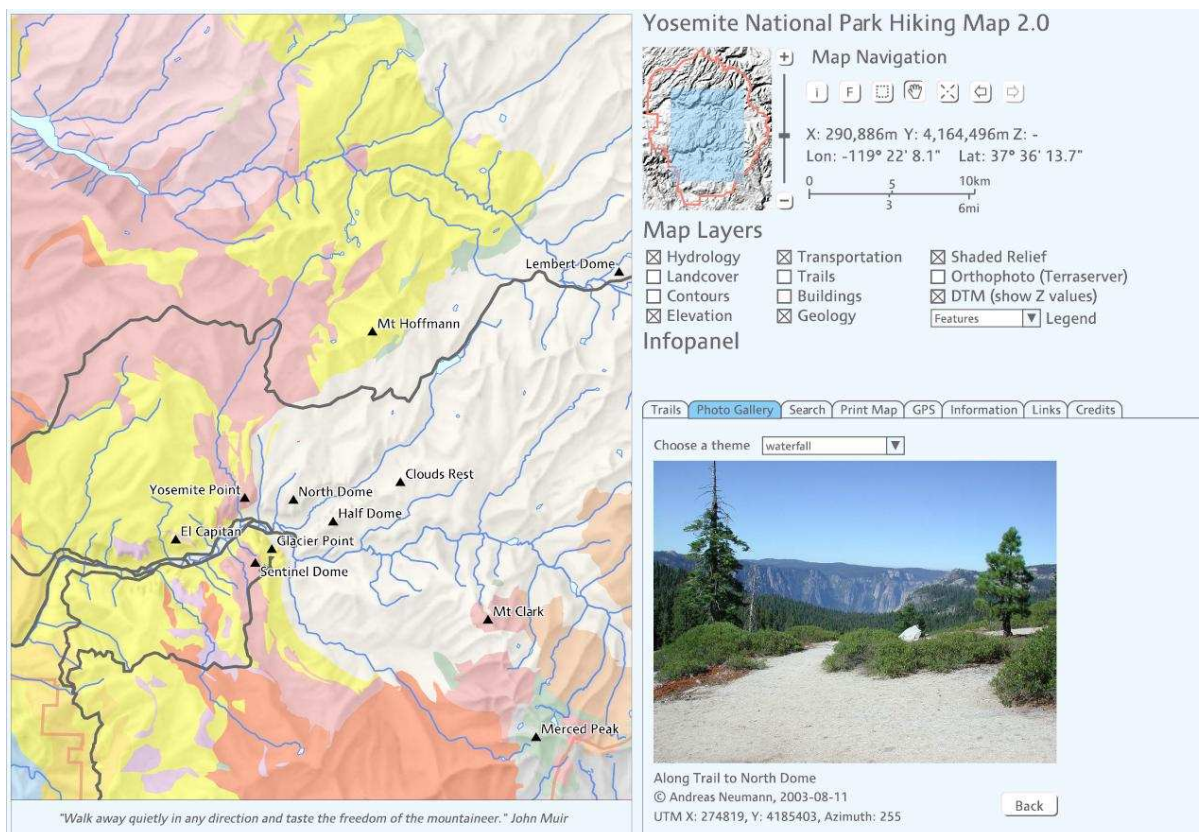 Yosemite National Park Hiking Map 2.0
Map Navigation
i F
X: 290,886m Y: 4,164,496m Z: -
Lon: -119° 22' 8.1" Lat: 37° 36' 13.7"
0 5 10km
3 6mi
Map Layers
Hydrology Transportation Shaded Relief
Landcover Trails Orthophoto (Terraserver)
Contours Buildings DTM (show Z values)
Elevation Geology Features Legend
Infopanel
Trails Photo Gallery Search Print Map GPS Information Links Credits
Choose a theme waterfall
Along Trail to North Dome
© Andreas Neumann, 2003-08-11
UTM X: 274819, Y: 4185403, Azimuth: 255
Back
Lembert Dome
Mt Hoffmann
Clouds Rest
Yosemite Point
North Dome
Half Dome
El Capitan
Glacier Point
Sentinel Dome
Mt Clark
Merced Peak
"Walk away quietly in any direction and taste the freedom of the mountaineer." John Muir